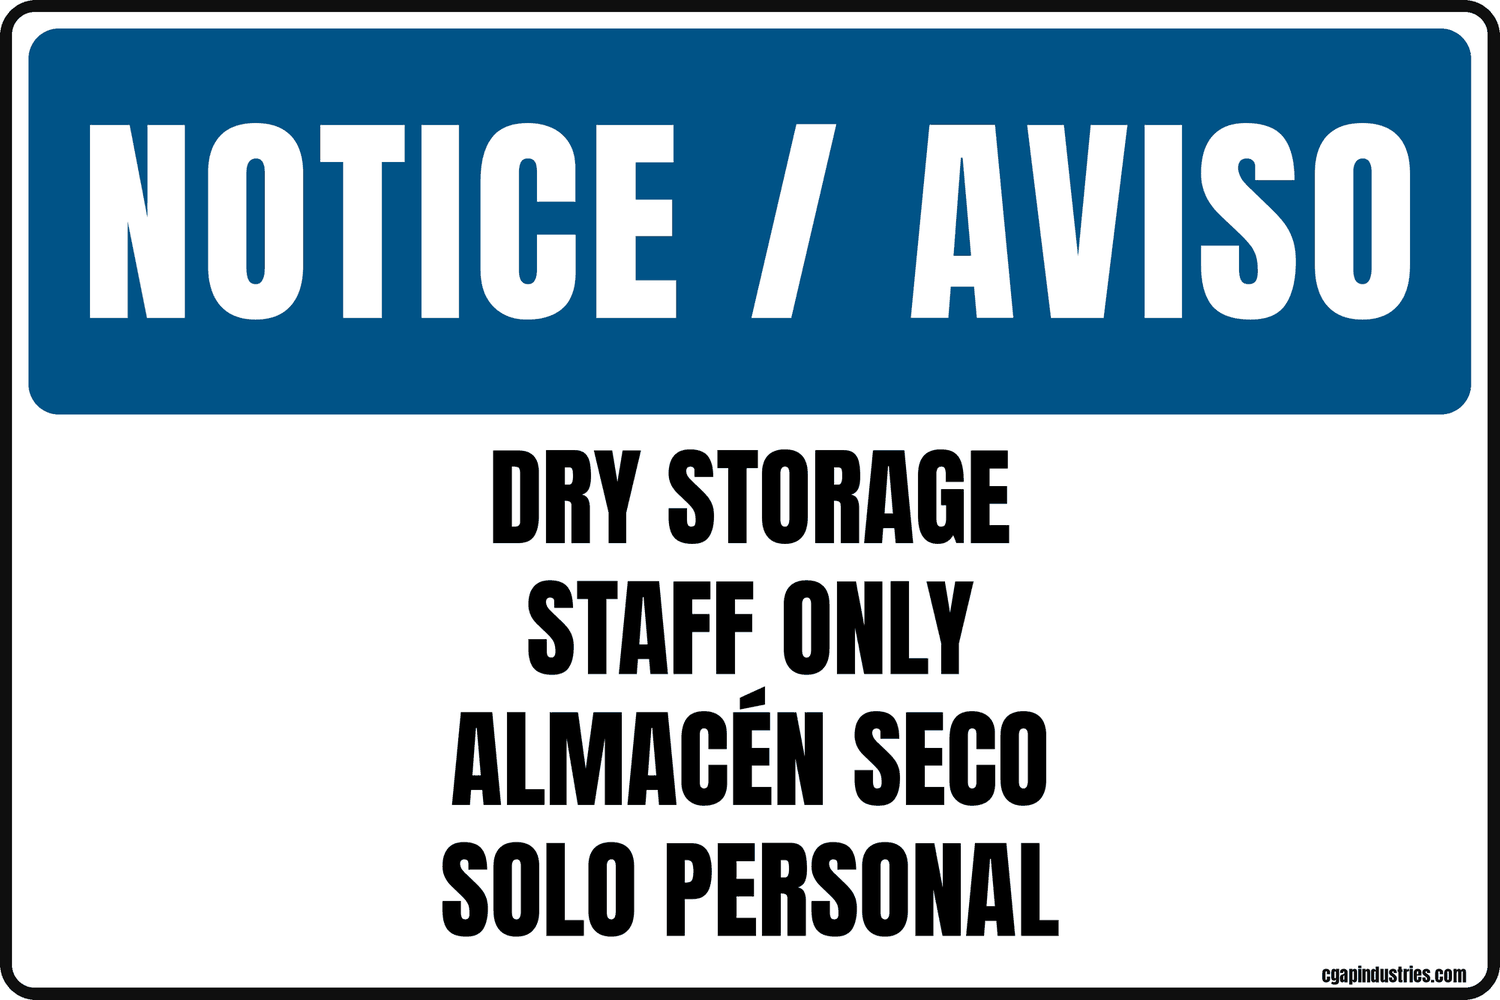 NOTICE / AVISO
DRY STORAGE
STAFF ONLY
ALMACÉN SECO
SOLO PERSONAL
cgapindustries.com